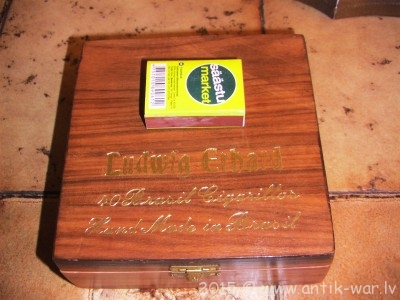 säästu
market
Ludwig Erhard
40 Brasil Cigarillos
Hand Made in Brasil
2015 © www.antik-war.lv